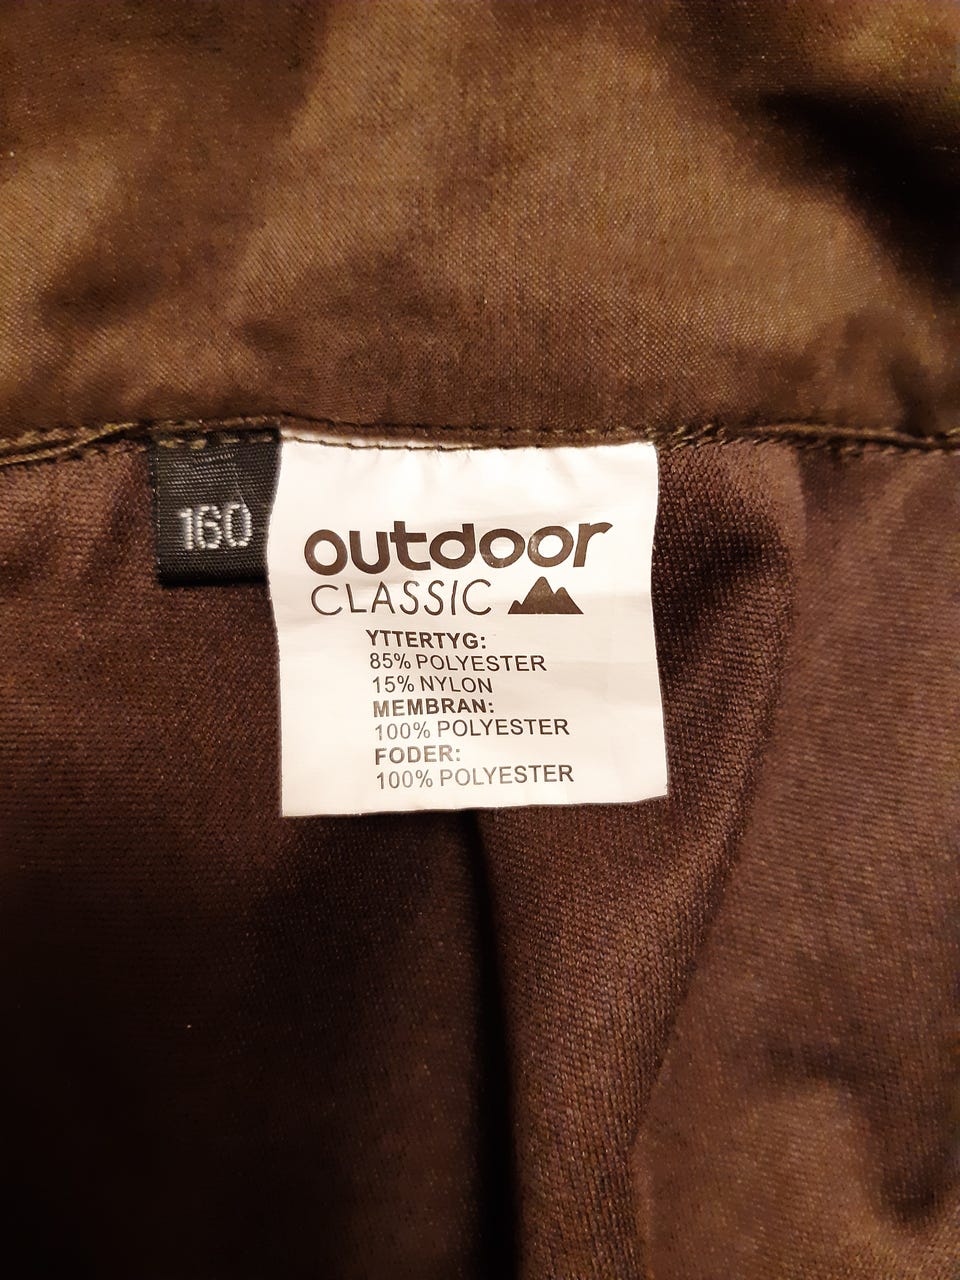 160
outdoor
CLASSIC
YTTERTYG:
85% POLYESTER
15% NYLON
MEMBRAN:
100% POLYESTER
FODER:
100% POLYESTER